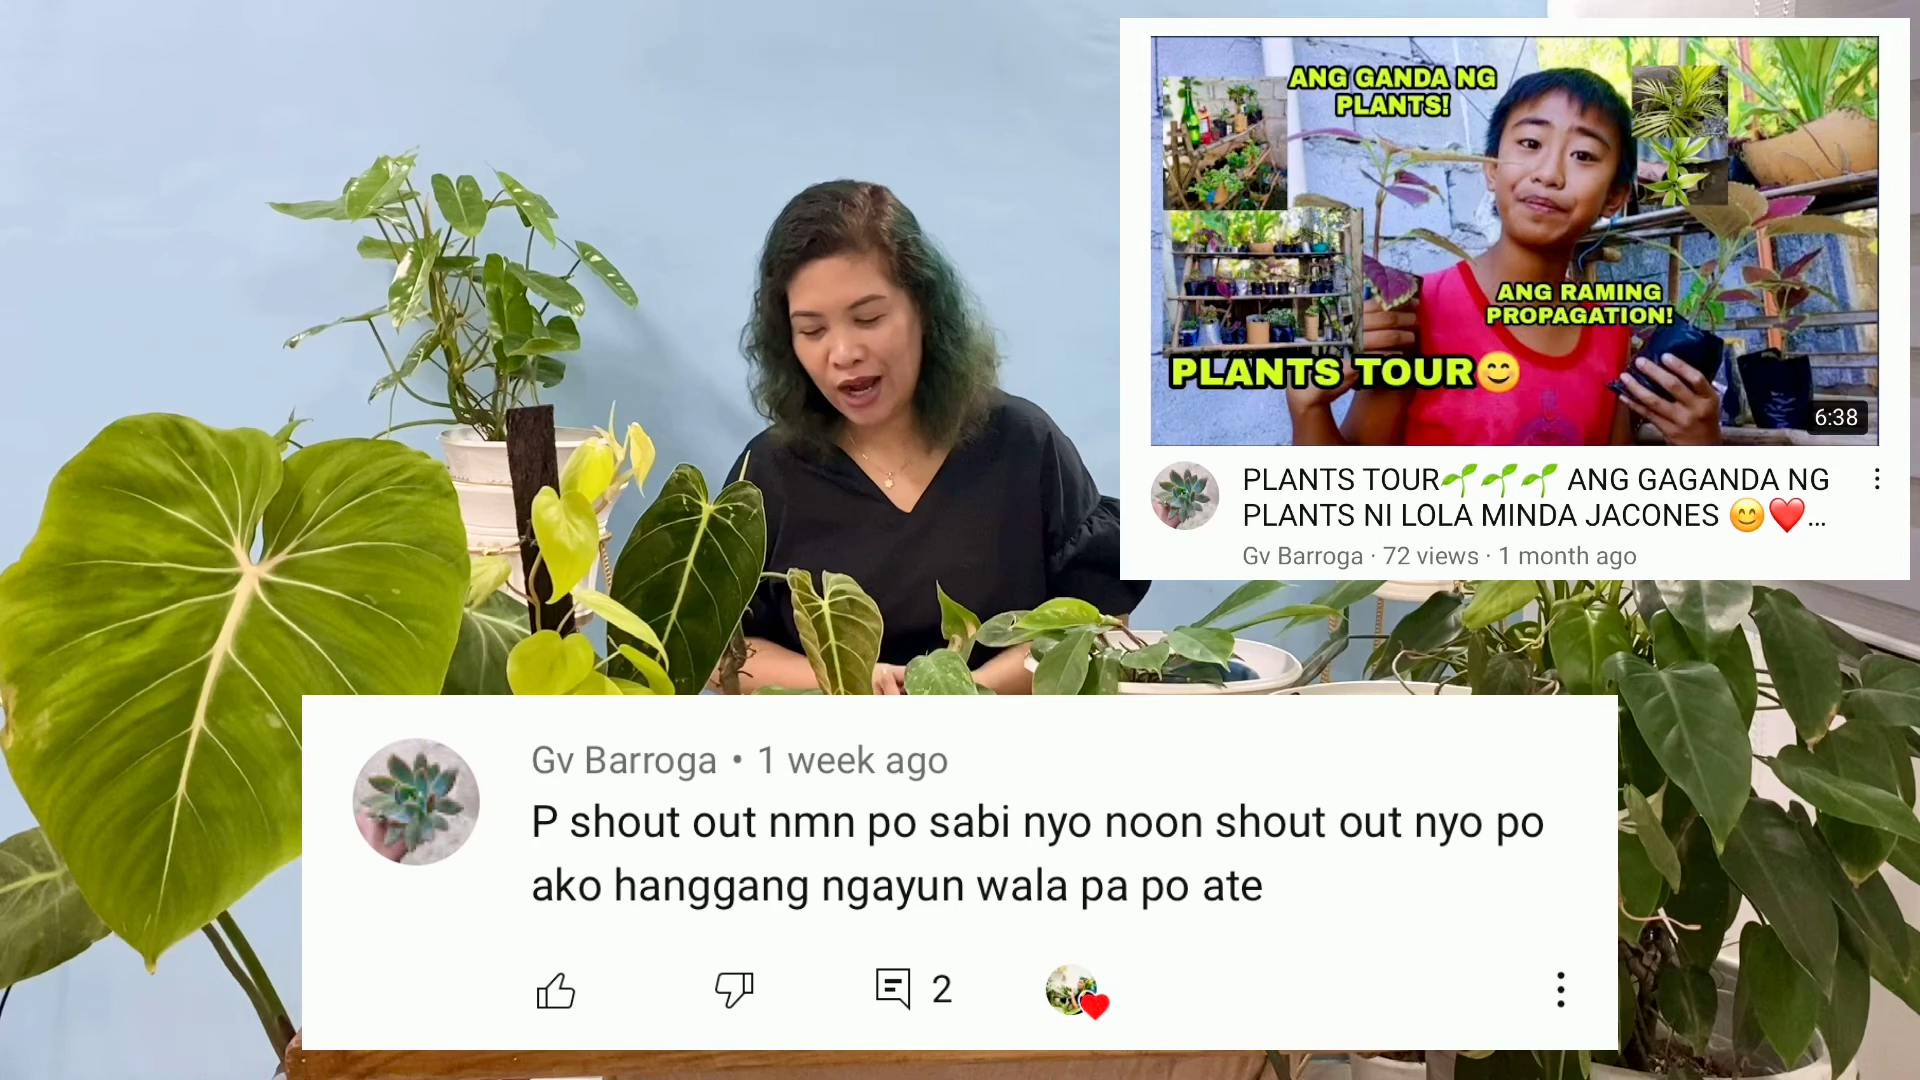 ANG GANDA NG
PLANTS!
ANG RAMING
PROPAGATION!
PLANTS TOUR😊
6:38
PLANTS TOUR🌱🌱🌱 ANG GAGANDA NG
PLANTS NI LOLA MINDA JACONES 😊❤️...
Gv Barroga · 72 views · 1 month ago
Gv Barroga • 1 week ago
P shout out nmn po sabi nyo noon shout out nyo po
ako hanggang ngayun wala pa po ate
2